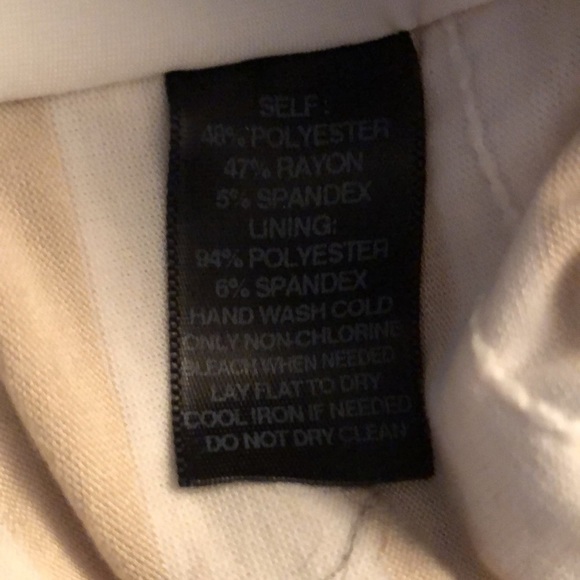 SELF:
48% POLYESTER
47% RAYON
5% SPANDEX
LINING:
94% POLYESTER
6% SPANDEX
HAND WASH COLD
ONLY NON-CHLORINE
BLEACH WHEN NEEDED
LAY FLAT TO DRY
COOL IRON IF NEEDED
DO NOT DRY CLEAN